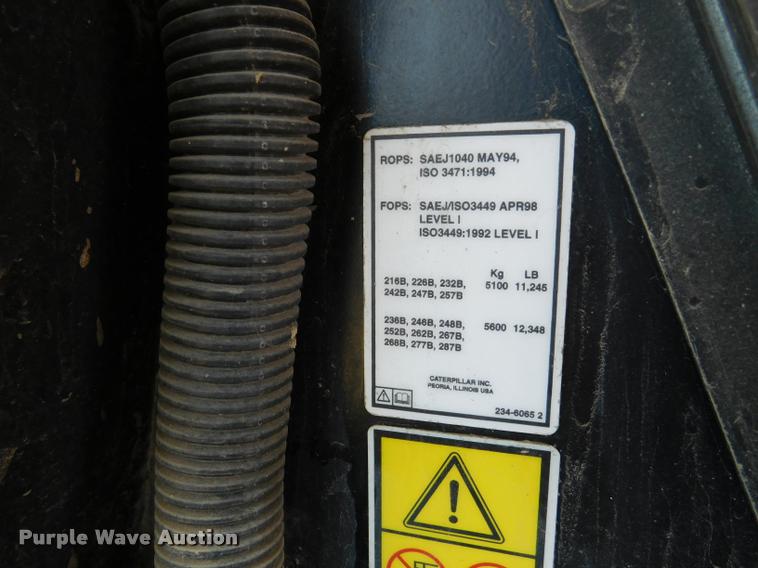 ROPS: SAEJ1040 MAY94,
ISO 3471:1994
FOPS: SAEJ/ISO3449 APR98
LEVEL I
ISO3449:1992 LEVEL I
Kg LB
216B, 226B, 232B, 5100 11,245
242B, 247B, 257B
236B, 246B, 248B, 5600 12,348
252B, 262B, 267B,
268B, 277B, 287B
CATERPILLAR INC.
PEORIA, ILLINOIS USA
234-6065 2
Purple Wave Auction